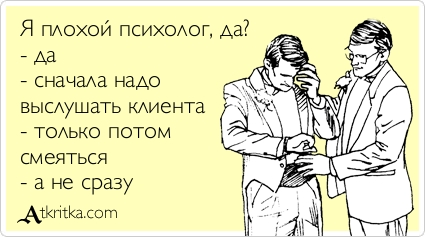 Я плохой психолог, да?
- да
- сначала надо
выслушать клиента
- только потом
смеяться
- а не сразу
Atkritka.com